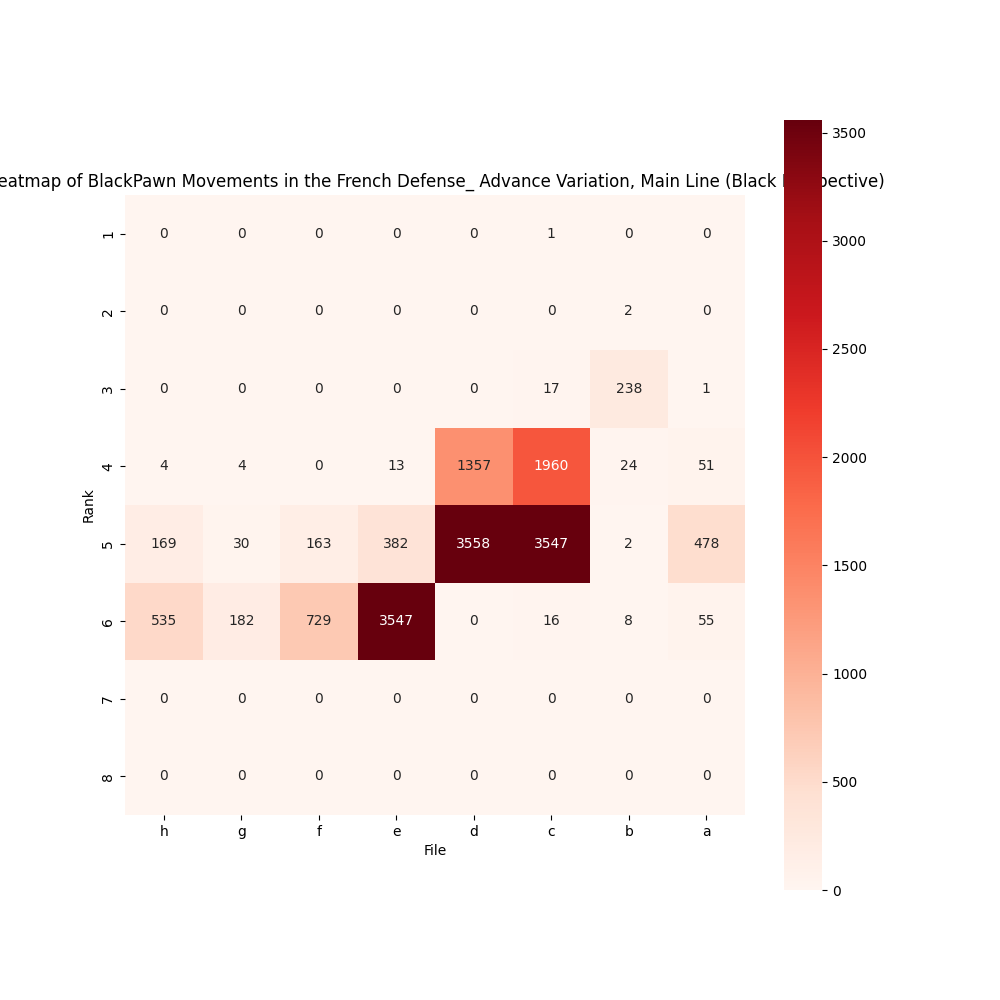 3500
eatmap of BlackPawn Movements in the French Defense_ Advance Variation, Main Line (Black pective)
3000
1 0 0 0 0 0 1 0 0
2 0 0 0 0 0 0 2 0
2500
3 0 0 0 0 0 17 238 1
2000
4 4 4 0 13 1357 1960 24 51
Rank
1500
5 169 30 163 382 3558 3547 2 478
6 535 182 729 3547 0 16 8 55
1000
7 0 0 0 0 0 0 0 0
8 0 0 0 0 0 0 0 0
500
h g f e d c b a
File
0